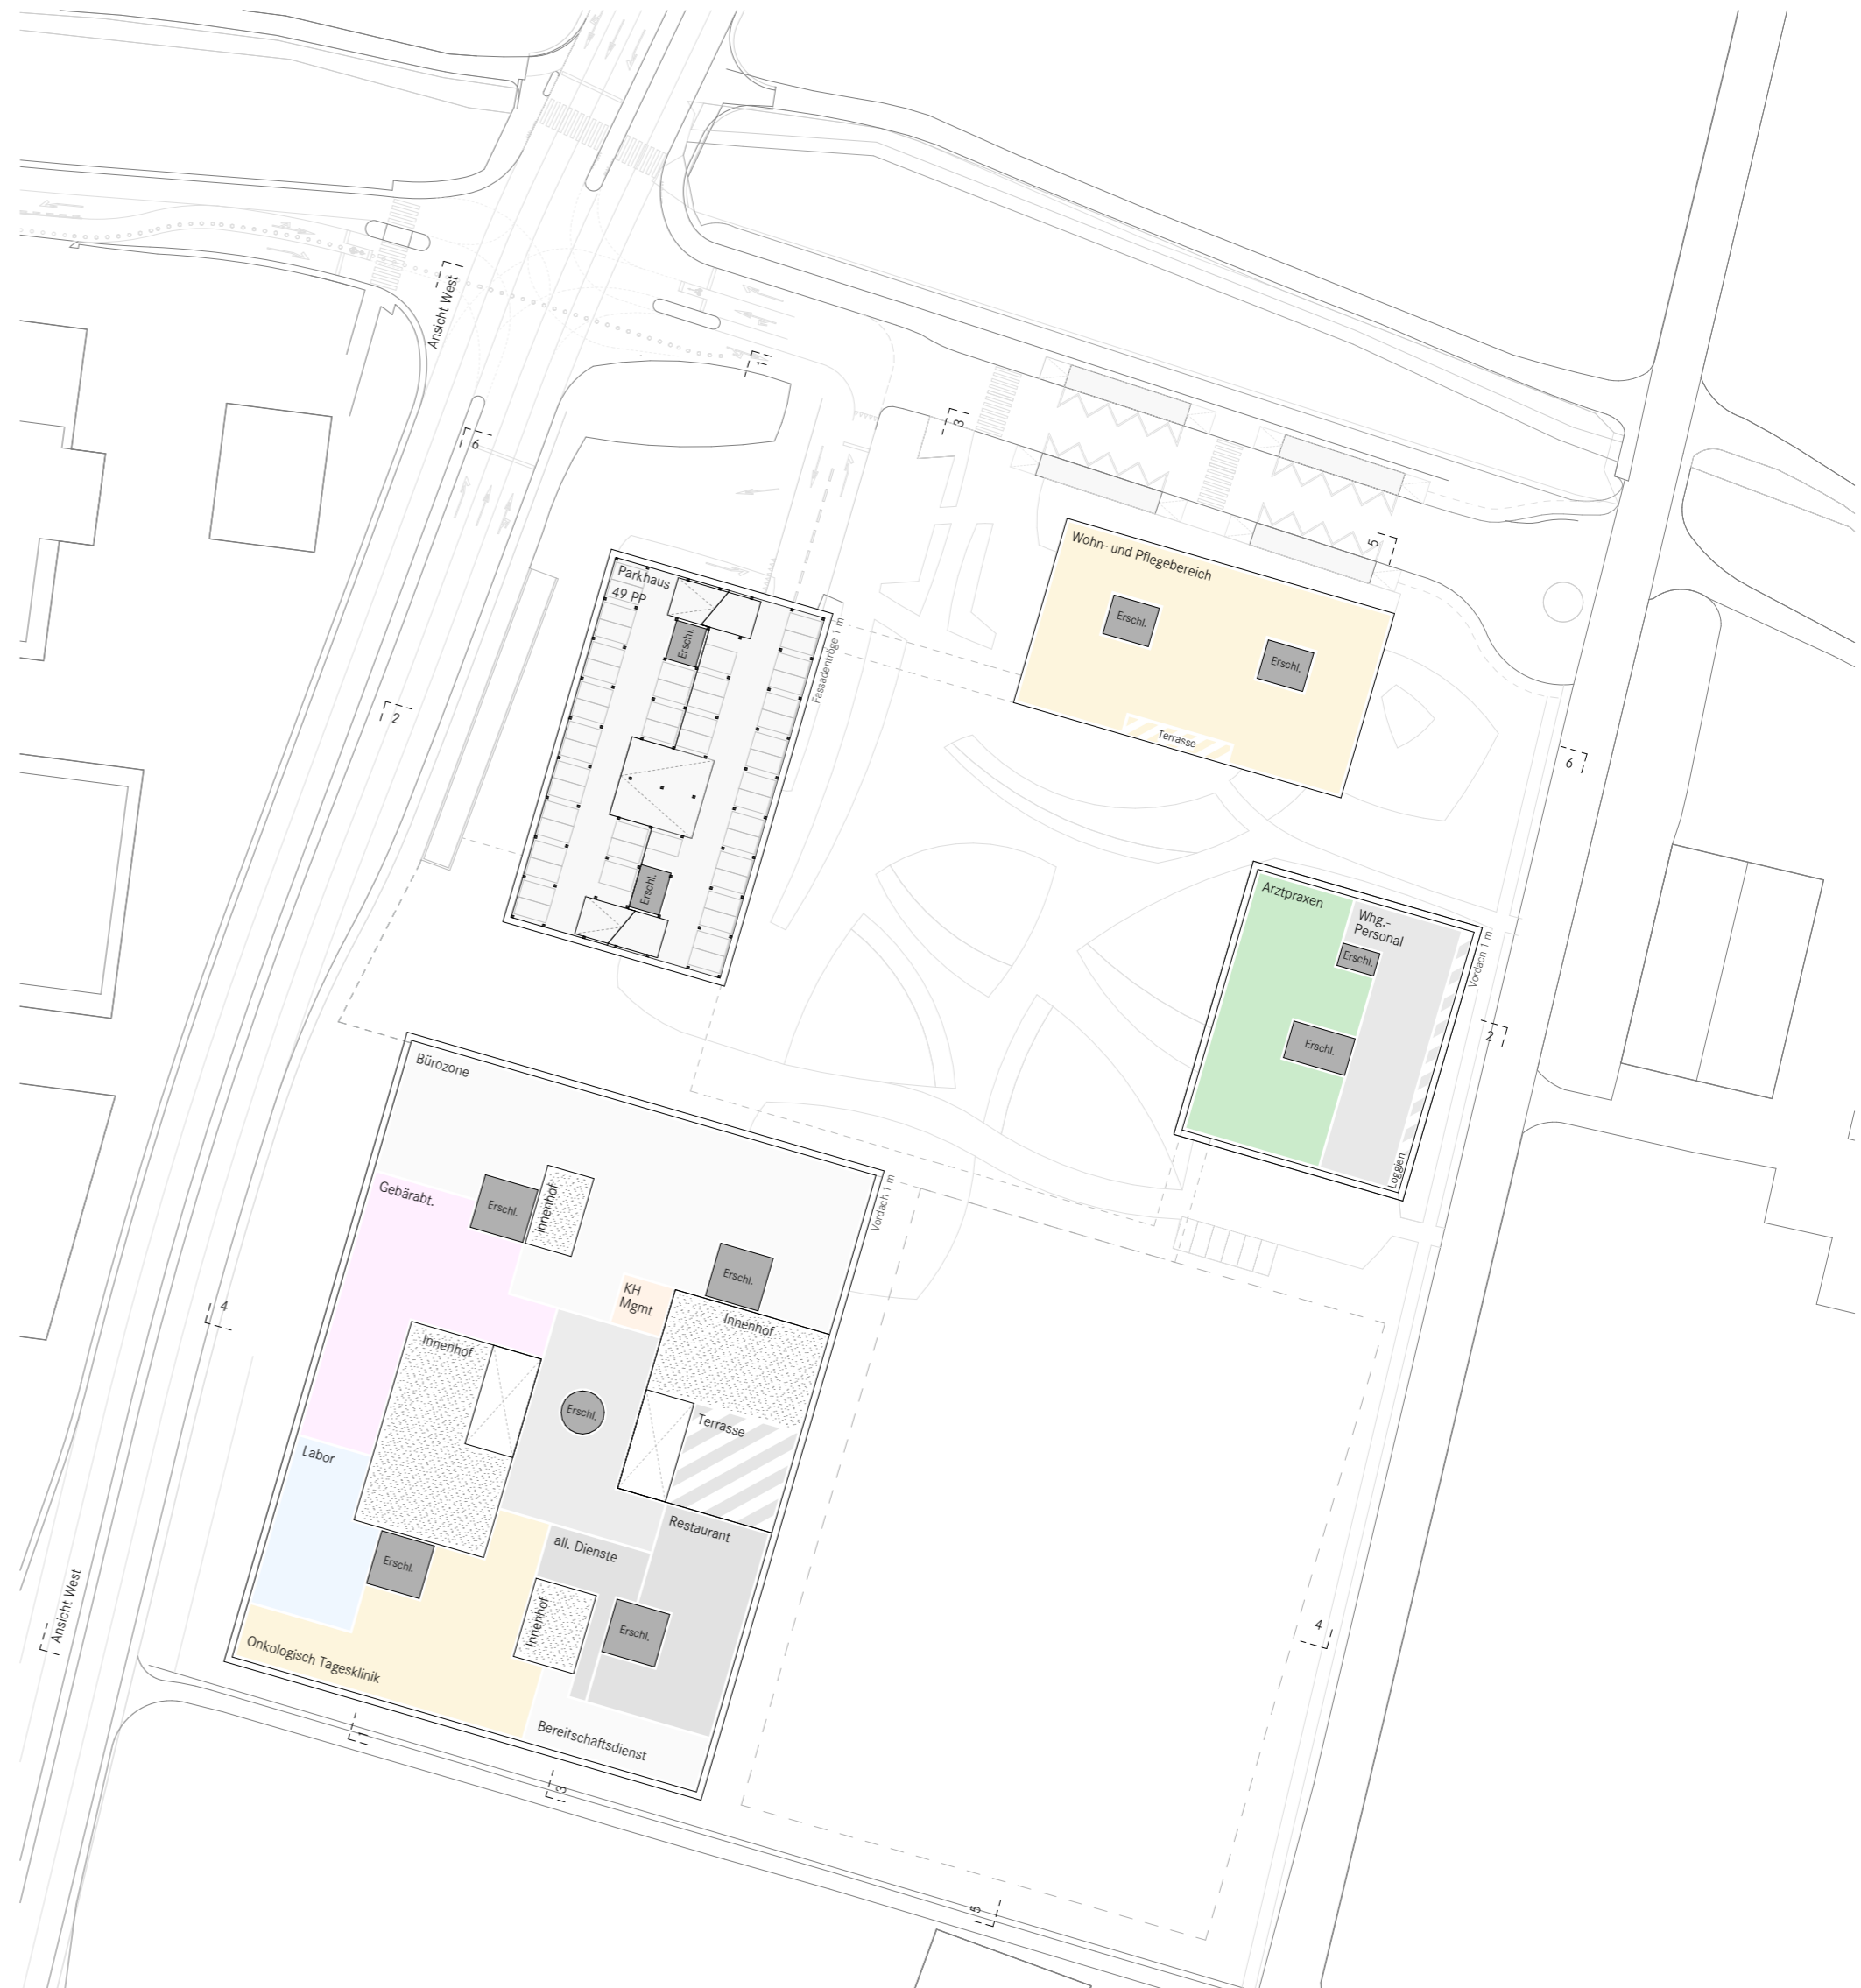 Ansicht West
1
3
6
5
Wohn- und Pflegebereich
Erschl.
Erschl.
Terrasse
Parkhaus
49 PP
Erschl.
Fassadentröge 1 m
Erschl.
2
6
Arztpraxen
Whg.-
Personal
Erschl.
Erschl.
Vordach 1 m
Loggien
2
Bürozone
Gebärabt.
Erschl.
Innenhof
Vordach 1 m
Erschl.
KH
Mgmt
Innenhof
4
Innenhof
Erschl.
Terrasse
Labor
Restaurant
all. Dienste
Erschl.
Innenhof
Erschl.
Ansicht West
Onkologisch Tagesklinik
Bereitschaftsdienst
4
1
3
5